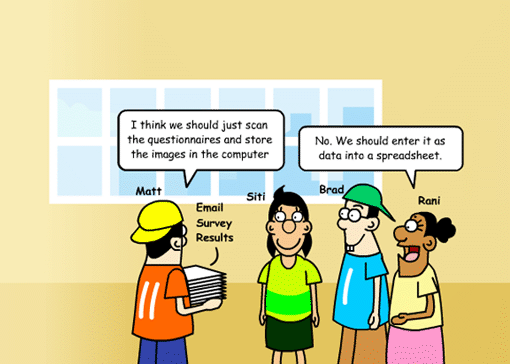 I think we should just scan
the questionnaires and store
the images in the computer
No. We should enter it as
data into a spreadsheet.
Matt
Siti
Brad
Rani
Email
Survey
Results